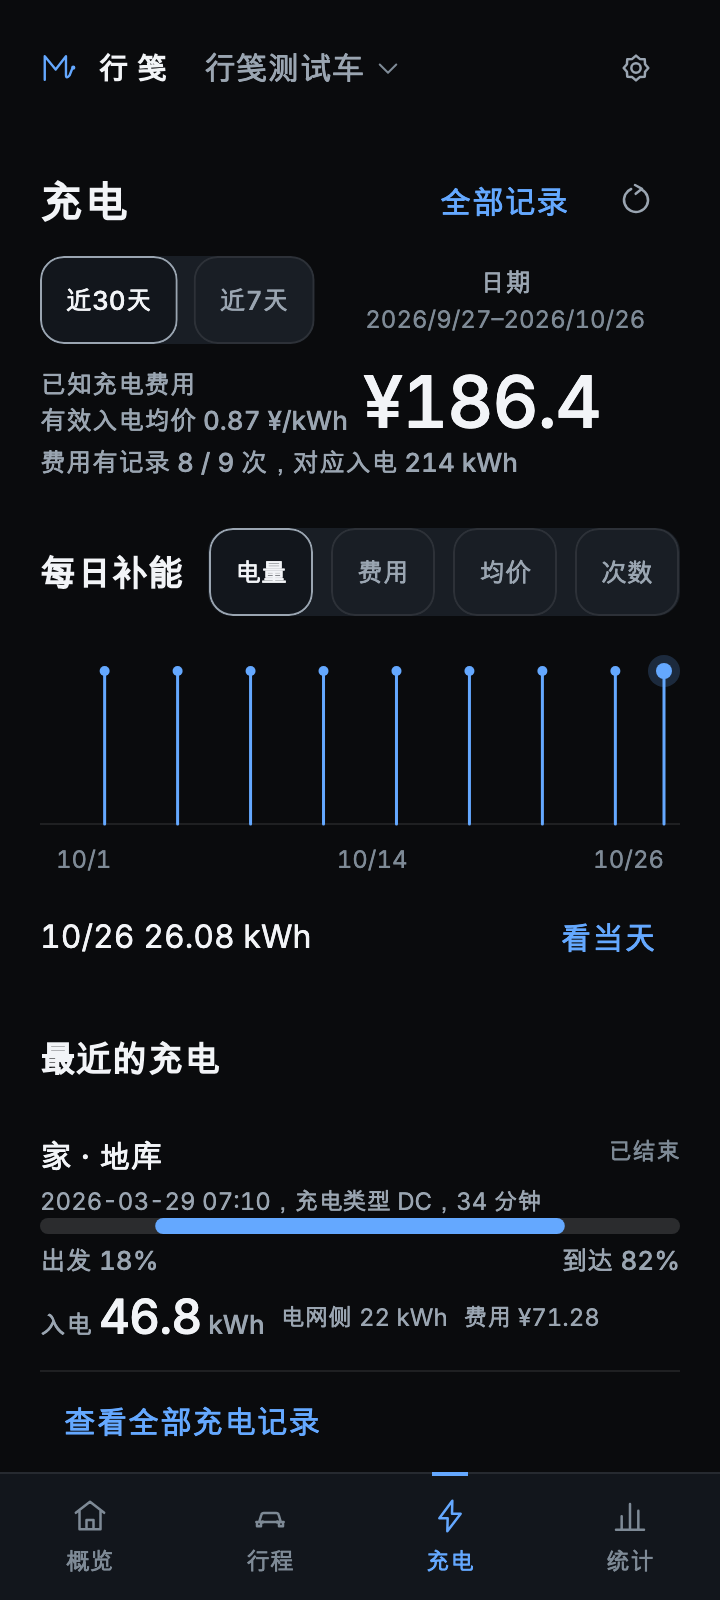 行笺 行笺测试车
充电 全部记录
近30天 近7天 日期
2026/9/27–2026/10/26
已知充电费用
有效入电均价 0.87 ¥/kWh ¥186.4
费用有记录 8 / 9 次，对应入电 214 kWh
每日补能 电量 费用 均价 次数
10/1 10/14 10/26
10/26 26.08 kWh 看当天
最近的充电
家 · 地库 已结束
2026-03-29 07:10，充电类型 DC，34 分钟
出发 18% 到达 82%
入电 46.8 kWh 电网侧 22 kWh 费用 ¥71.28
查看全部充电记录
概览 行程 充电 统计